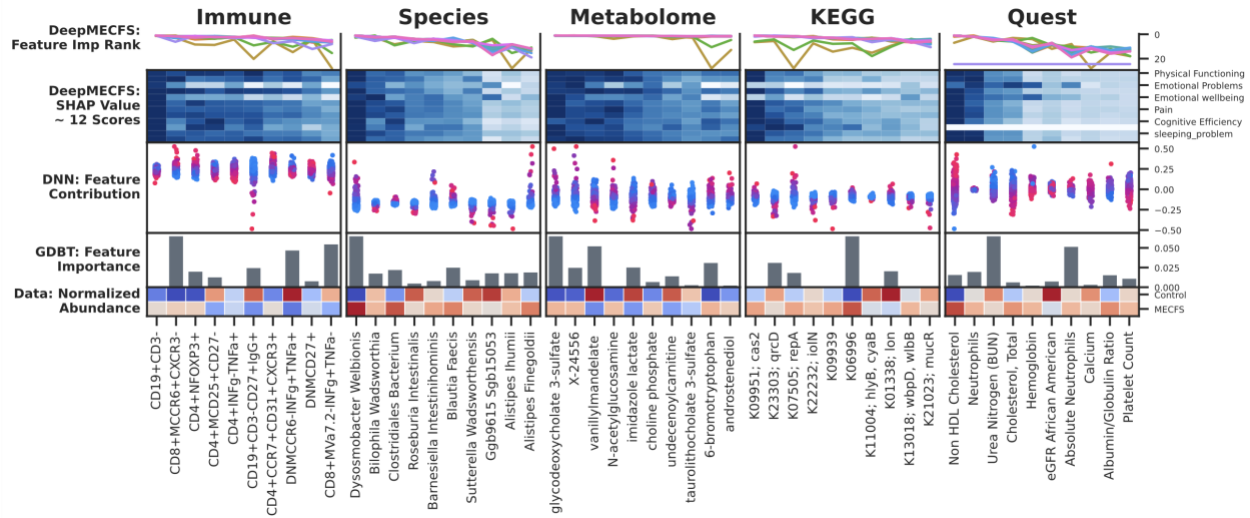 Immune
Species
Metabolome
KEGG
Quest
DeepMECFS:
Feature Imp Rank
0
20
DeepMECFS:
SHAP Value
~ 12 Scores
Physical Functioning
Emotional Problems
Emotional wellbeing
Pain
Cognitive Efficiency
sleeping_problem
DNN: Feature
Contribution
0.50
0.25
0.00
−0.25
−0.50
GDBT: Feature
Importance
0.050
0.025
0.000
Data: Normalized
Abundance
Control
MECFS
CD19+CD3-
CD8+MCCR6+CXCR3-
CD4+NFOXP3+
CD4+MCD25+CD27-
CD4+INFg+TNFa+
CD19+CD3-CD27+IgG+
CD4+CCR7+CD31+CXCR3+
DNMCCR6-INFg+TNFa+
DNMCD27+
CD8+MVa7.2-INFg+TNFa-
Dysosmobacter Welbionis
Bilophila Wadsworthia
Clostridiales Bacterium
Roseburia Intestinalis
Barnesiella Intestinihominis
Blautia Faecis
Sutterella Wadsworthensis
Ggb9615 Sgb15053
Alistipes Ihumii
Alistipes Finegoldii
glycodeoxycholate 3-sulfate
X-24556
vanillylmandelate
N-acetylglucosamine
imidazole lactate
choline phosphate
undecenoylcarnitine
taurolithocholate 3-sulfate
6-bromotryptophan
androstenediol
K09951; cas2
K23303; qrcD
K07505; repA
K22232; iolN
K09939
K06996
K11004; hlyB, cyaB
K01338; lon
K13018; wbpD, wlbB
K21023; mucR
Non HDL Cholesterol
Neutrophils
Urea Nitrogen (BUN)
Cholesterol, Total
Hemoglobin
eGFR African American
Absolute Neutrophils
Calcium
Albumin/Globulin Ratio
Platelet Count